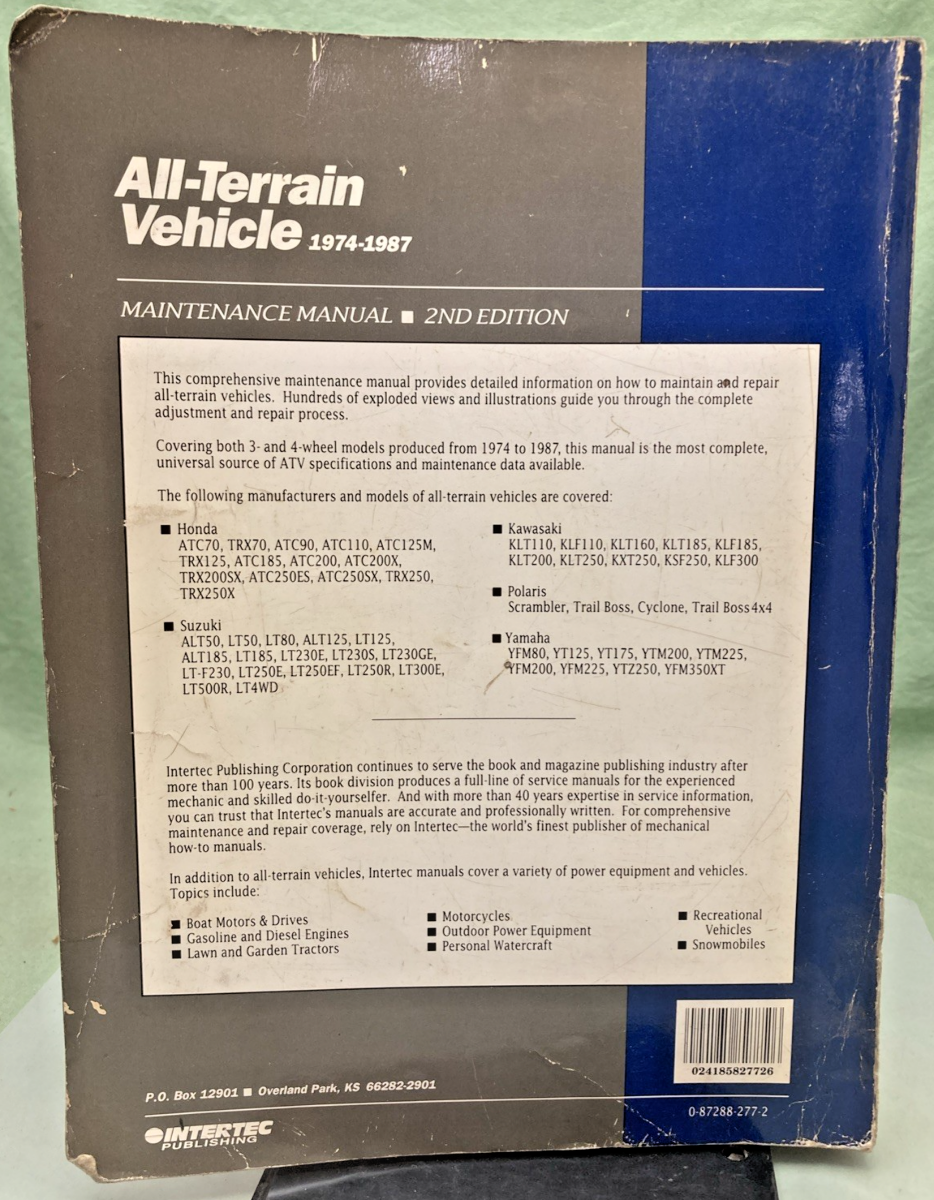 All-Terrain
Vehicle 1974-1987
MAINTENANCE MANUAL ■ 2ND EDITION
This comprehensive maintenance manual provides detailed information on how to maintain and repair
all-terrain vehicles. Hundreds of exploded views and illustrations guide you through the complete
adjustment and repair process.
Covering both 3- and 4-wheel models produced from 1974 to 1987, this manual is the most complete,
universal source of ATV specifications and maintenance data available.
The following manufacturers and models of all-terrain vehicles are covered:
■ Honda
ATC70, TRX70, ATC90, ATC110, ATC125M,
TRX125, ATC185, ATC200, ATC200X,
TRX200SX, ATC250ES, ATC250SX, TRX250,
TRX250X
■ Suzuki
ALT50, LT50, LT80, ALT125, LT125,
ALT185, LT185, LT230E, LT230S, LT230GE,
LT-F230, LT250E, LT250EF, LT250R, LT300E,
LT500R, LT4WD
■ Kawasaki
KLT110, KLF110, KLT160, KLT185, KLF185,
KLT200, KLT250, KXT250, KSF250, KLF300
■ Polaris
Scrambler, Trail Boss, Cyclone, Trail Boss 4x4
■ Yamaha
YFM80, YT125, YT175, YTM200, YTM225,
YFM200, YFM225, YTZ250, YFM350XT
Intertec Publishing Corporation continues to serve the book and magazine publishing industry after
more than 100 years. Its book division produces a full-line of service manuals for the experienced
mechanic and skilled do-it-yourselfer. And with more than 40 years expertise in service information,
you can trust that Intertec's manuals are accurate and professionally written. For comprehensive
maintenance and repair coverage, rely on Intertec—the world's finest publisher of mechanical
how-to manuals.
In addition to all-terrain vehicles, Intertec manuals cover a variety of power equipment and vehicles.
Topics include:
■ Boat Motors & Drives
■ Gasoline and Diesel Engines
■ Lawn and Garden Tractors
■ Motorcycles
■ Outdoor Power Equipment
■ Personal Watercraft
■ Recreational
Vehicles
■ Snowmobiles
024185827726
P.O. Box 12901 ■ Overland Park, KS 66282-2901
0-87288-277-2
INTERTEC
PUBLISHING